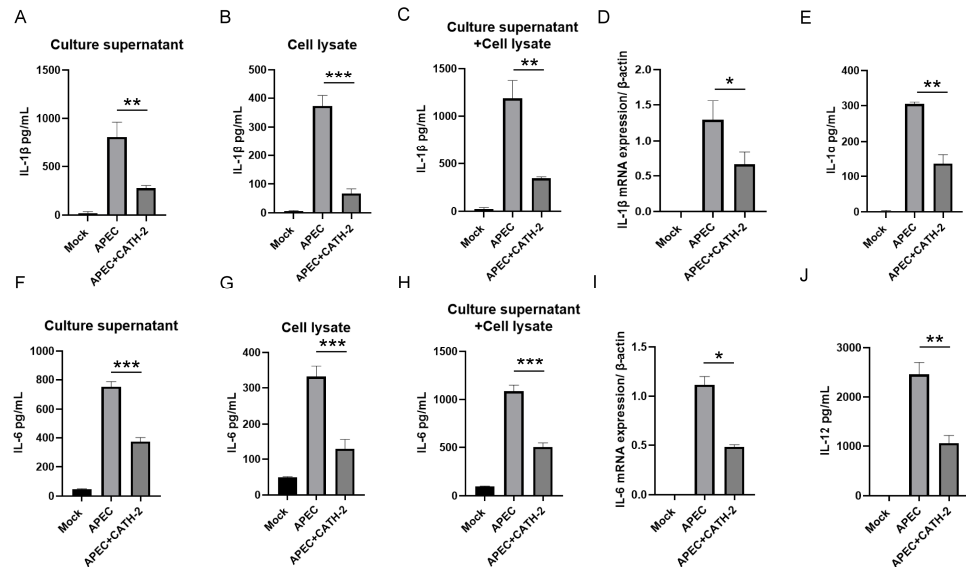 A
Culture supernatant
IL-1β pg/mL
1500
1000
500
0
**
Mock
APEC
APEC+CATH-2
B
Cell lysate
IL-1β pg/mL
500
400
300
200
100
0
***
Mock
APEC
APEC+CATH-2
C
Culture supernatant
+Cell lysate
IL-1β pg/mL
1500
1000
500
0
**
Mock
APEC
APEC+CATH-2
D
IL-1β mRNA expression/ β-actin
2.0
1.5
1.0
0.5
0.0
*
Mock
APEC
APEC+CATH-2
E
IL-1α pg/mL
400
300
200
100
0
**
Mock
APEC
APEC+CATH-2
F
Culture supernatant
IL-6 pg/mL
1000
800
600
400
200
0
***
Mock
APEC
APEC+CATH-2
G
Cell lysate
IL-6 pg/mL
400
300
200
100
0
***
Mock
APEC
APEC+CATH-2
H
Culture supernatant
+Cell lysate
IL-6 pg/mL
1500
1000
500
0
***
Mock
APEC
APEC+CATH-2
I
IL-6 mRNA expression/ β-actin
1.5
1.0
0.5
0.0
*
Mock
APEC
APEC+CATH-2
J
IL-12 pg/mL
3000
2000
1000
0
**
Mock
APEC
APEC+CATH-2